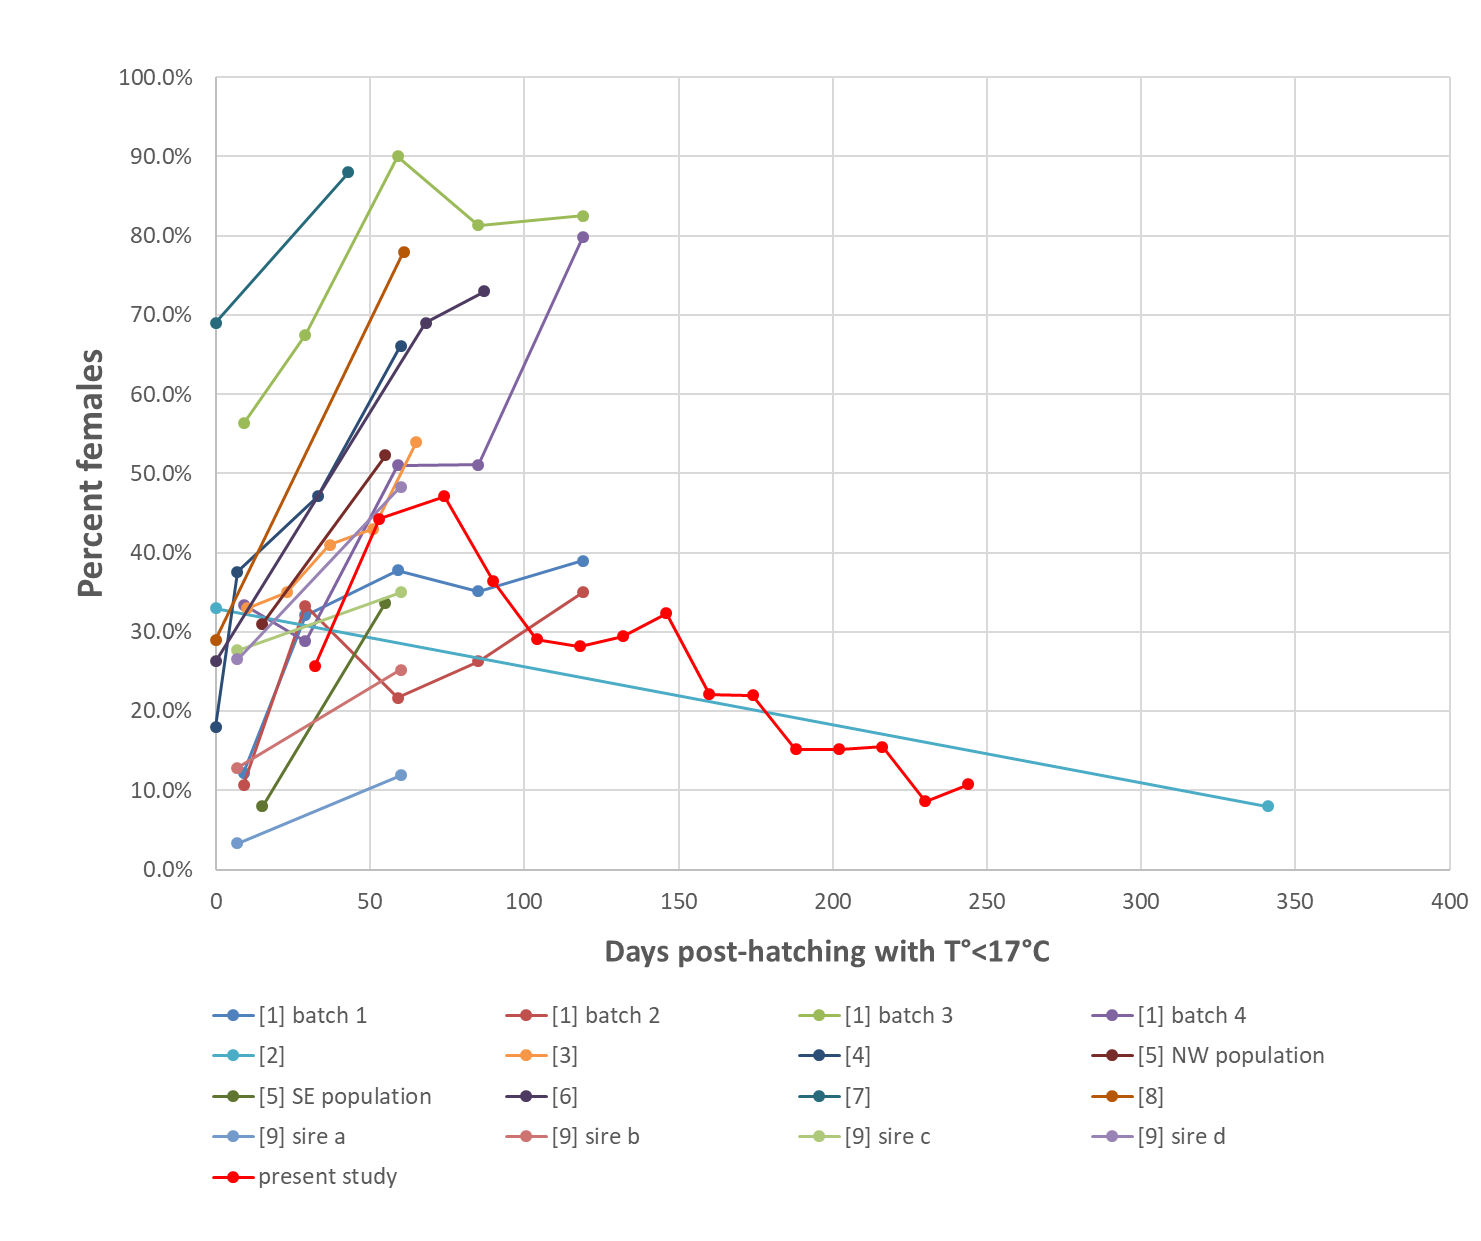 100.0%
90.0%
80.0%
70.0%
60.0%
50.0%
40.0%
30.0%
20.0%
10.0%
0.0%
Percent females
0 50 100 150 200 250 300 350 400
Days post-hatching with T°<17°C
[1] batch 1 [1] batch 2 [1] batch 3 [1] batch 4
[2] [3] [4] [5] NW population
[5] SE population [6] [7] [8]
[9] sire a [9] sire b [9] sire c [9] sire d
present study